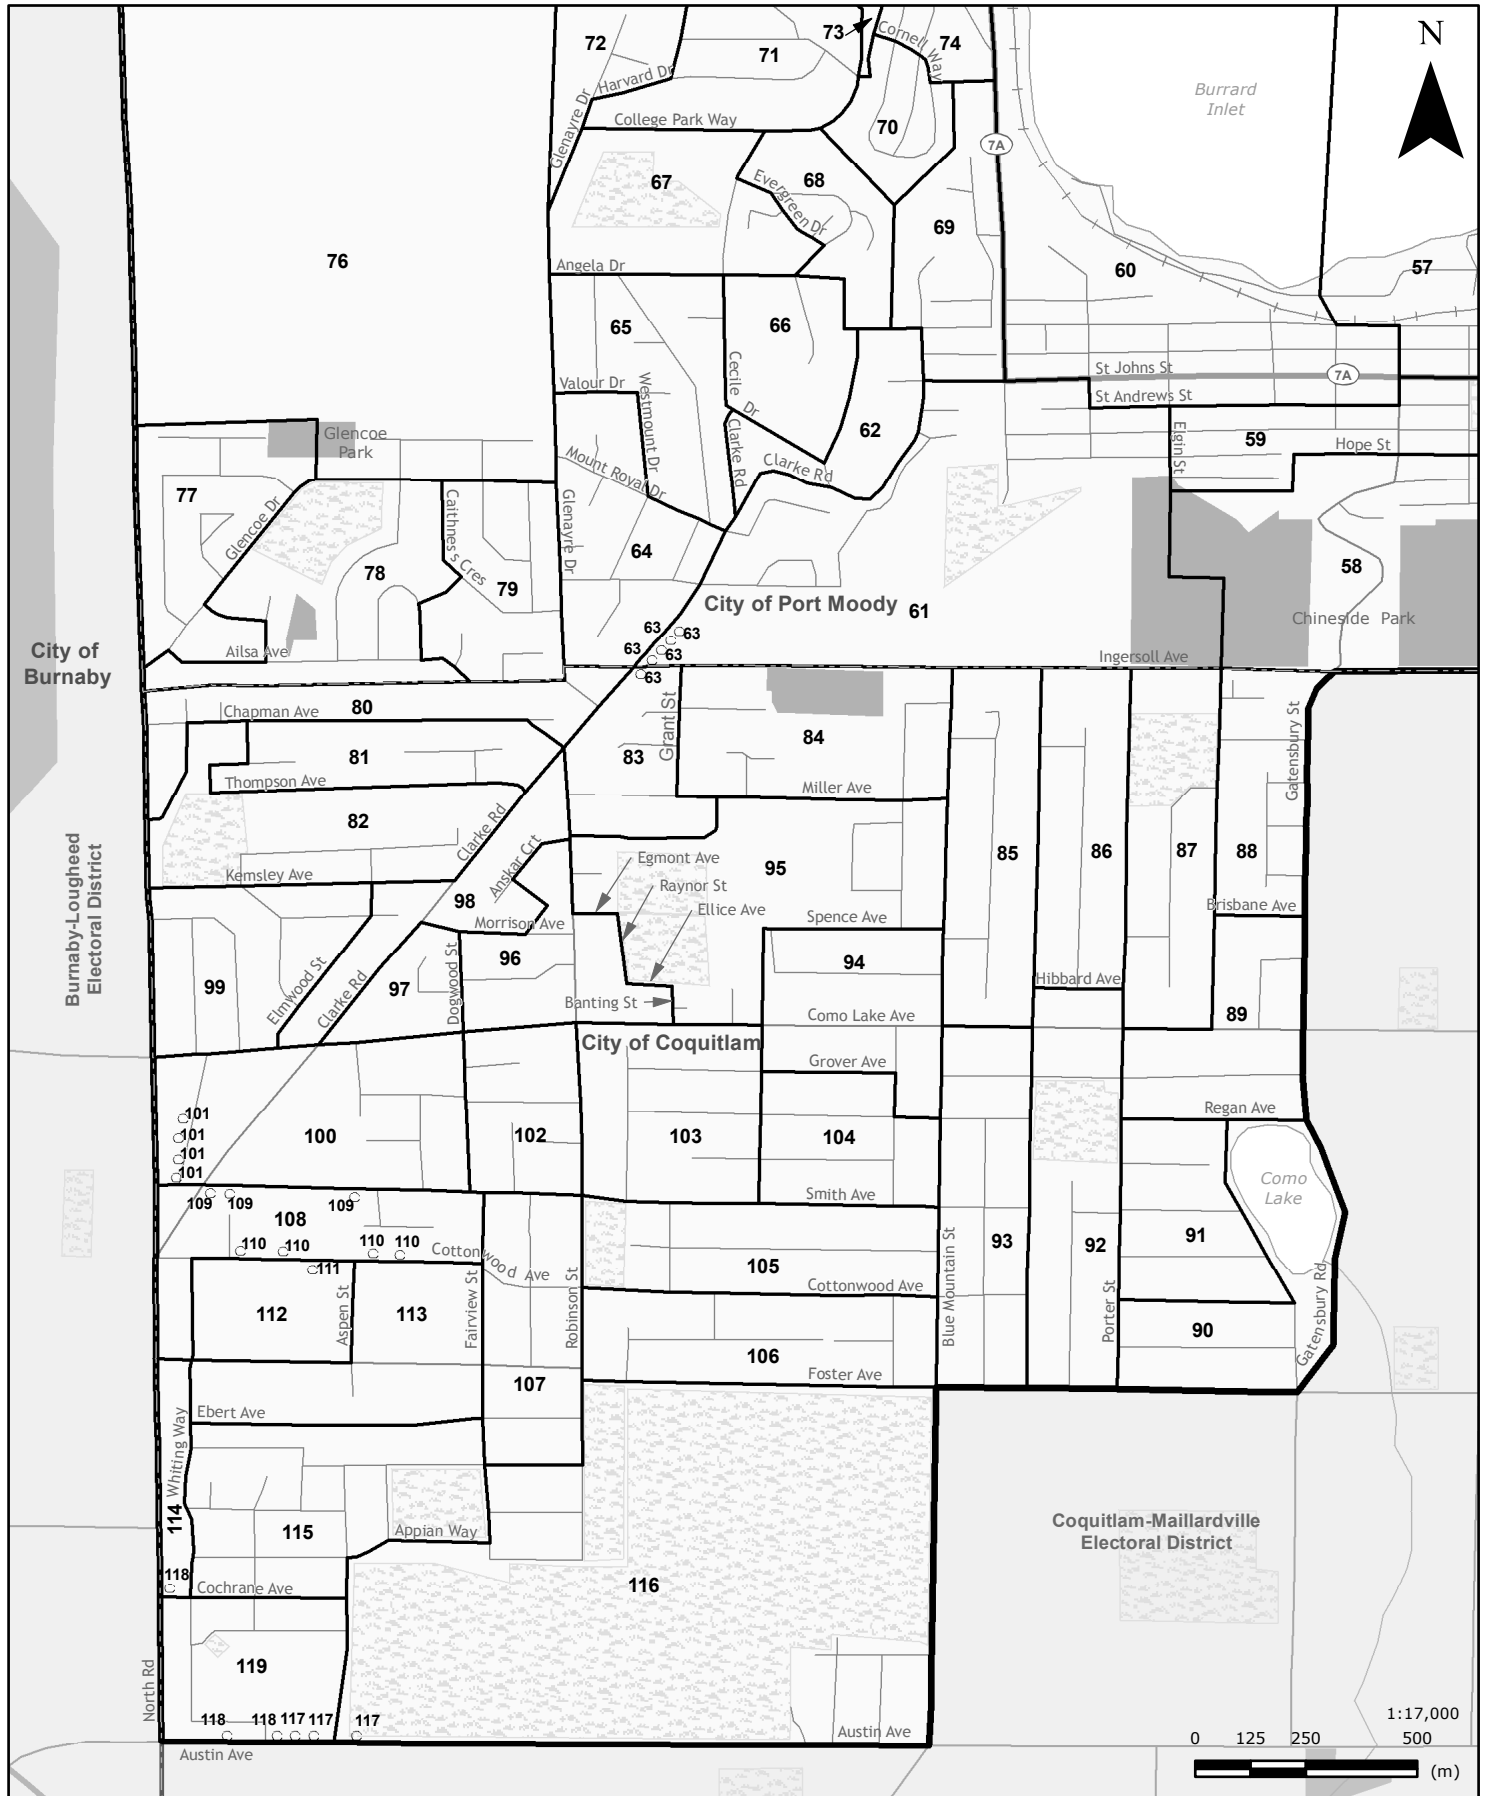 72
71
73
Cornell Way
74
N
Harvard Dr
Glenayre Dr
College Park Way
70
7A
Burrard
Inlet
67
68
Evergreen Dr
69
76
Angela Dr
60
57
65
66
Valour Dr
Westmount Dr
Cecile Dr
Clarke Rd
62
St Johns St
7A
St Andrews St
Elgin St
59
Hope St
Glencoe
Park
Mount Royal Dr
Clarke Rd
77
Glencoe Dr
Caithness Cres
Glenayre Dr
64
78
79
58
City of Port Moody
61
Chineside Park
63
63
63
63
63
City of
Burnaby
Ailsa Ave
Ingersoll Ave
80
Chapman Ave
Grant St
Gatensbury St
81
83
84
Thompson Ave
Miller Ave
82
Clarke Rd
Anskar Crt
Egmont Ave
95
85
86
87
88
Raynor St
Kemsley Ave
Ellice Ave
98
Morrison Ave
Spence Ave
Brisbane Ave
Burnaby-Lougheed
Electoral District
96
94
99
Elmwood St
Clarke Rd
97
Dogwood St
Hibbard Ave
Banting St
Como Lake Ave
89
City of Coquitlam
Grover Ave
101
101
101
101
100
102
103
104
Regan Ave
Como
Lake
Smith Ave
109
109
109
108
110
110
110
110
Cottonwood Ave
111
105
Cottonwood Ave
Blue Mountain St
93
92
91
112
Aspen St
113
Fairview St
Robinson St
Porter St
90
Gatensbury Rd
106
Foster Ave
107
Ebert Ave
Whiting Way
114
115
Appian Way
Coquitlam-Maillardville
Electoral District
118
Cochrane Ave
116
119
North Rd
118
118
117
117
117
Austin Ave
Austin Ave
1:17,000
0 125 250 500
(m)